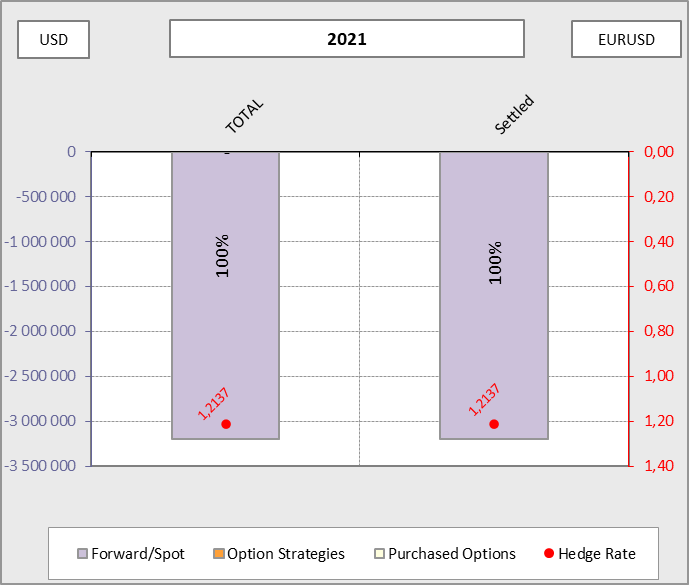 USD 2021 EURUSD
TOTAL Settled
0 0,00
-500 000 0,20
-1 000 000 0,40
-1 500 000 0,60
-2 000 000 0,80
-2 500 000 1,00
-3 000 000 1,20
-3 500 000 1,40
100% 100%
1,2137 1,2137
Forward/Spot Option Strategies Purchased Options Hedge Rate